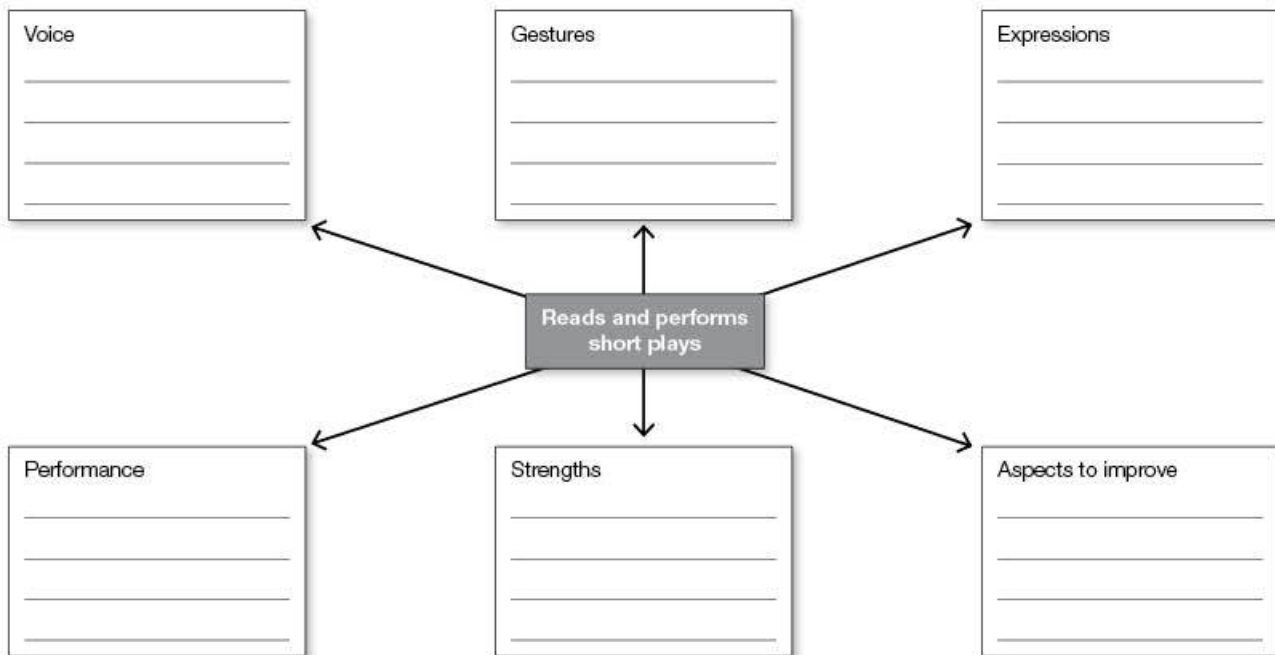 Voice
Gestures
Expressions
Reads and performs
short plays
Performance
Strengths
Aspects to improve